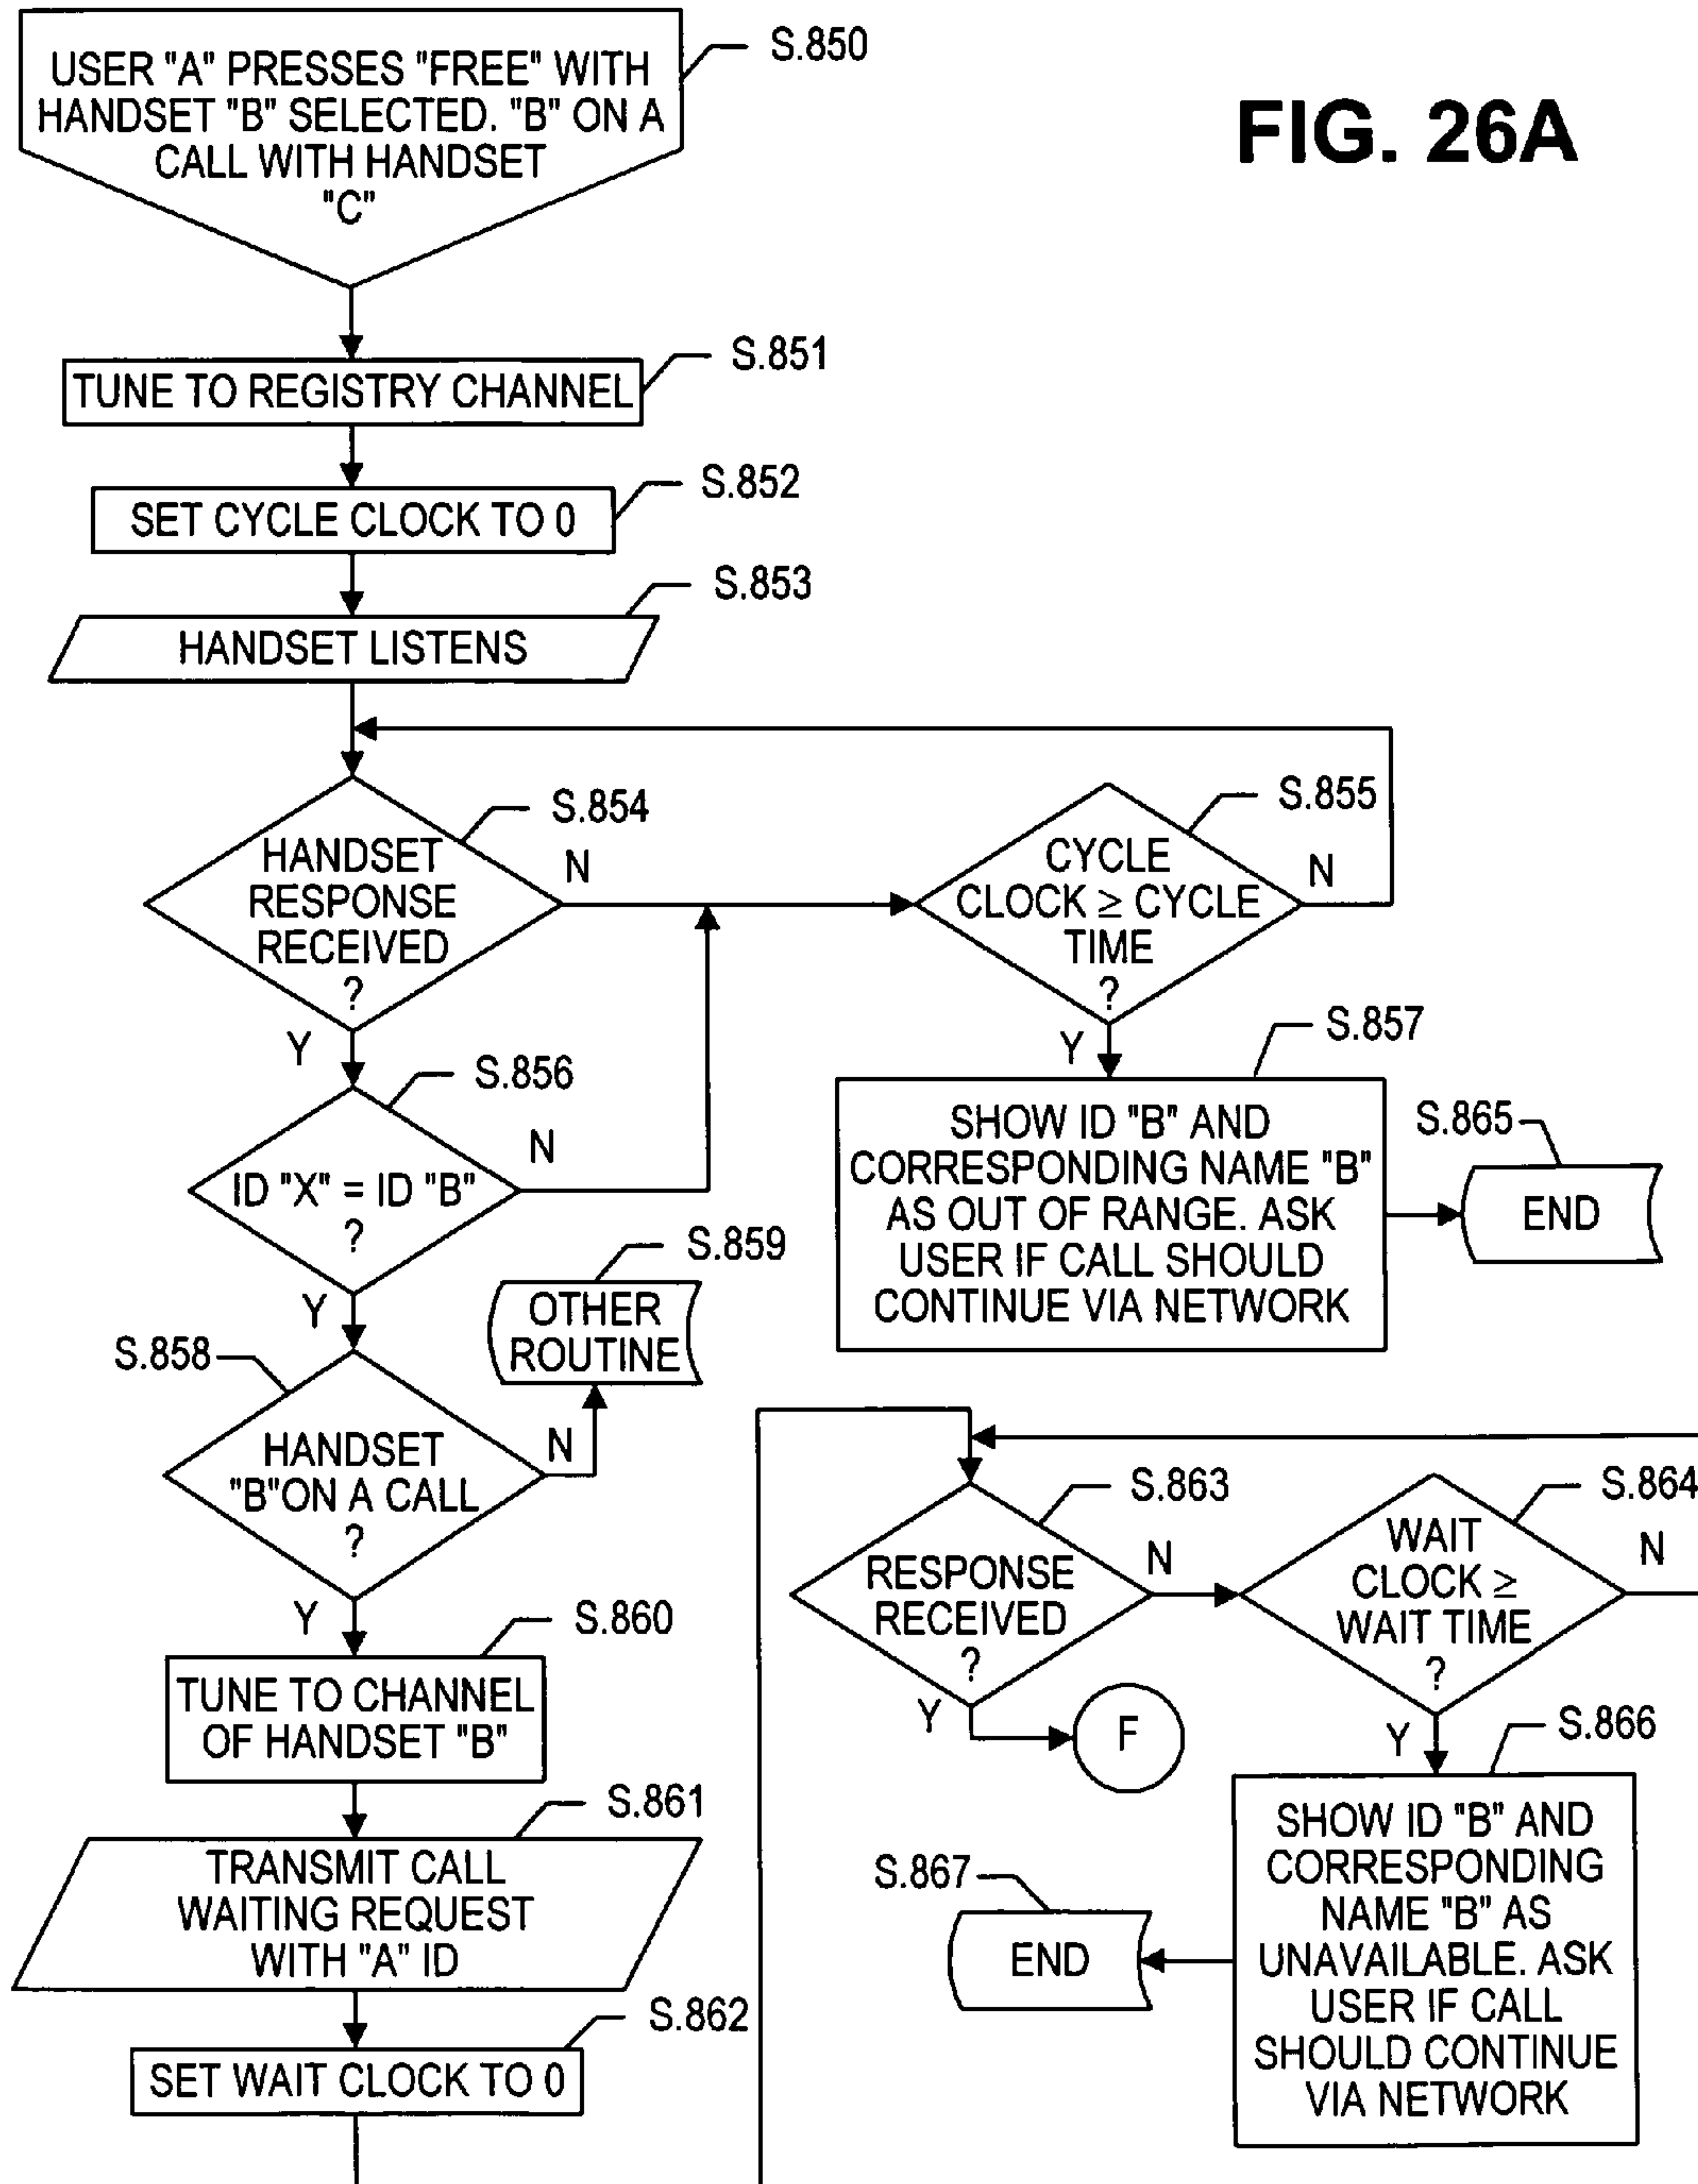 FIG. 26A
USER "A" PRESSES "FREE" WITH
HANDSET "B" SELECTED. "B" ON A
CALL WITH HANDSET
"C"
S.850
TUNE TO REGISTRY CHANNEL
S.851
SET CYCLE CLOCK TO 0
S.852
HANDSET LISTENS
S.853
HANDSET
RESPONSE
RECEIVED
?
S.854
N
Y
CYCLE
CLOCK ≥ CYCLE
TIME
?
S.855
N
Y
ID "X" = ID "B"
?
S.856
N
Y
SHOW ID "B" AND
CORRESPONDING NAME "B"
AS OUT OF RANGE. ASK
USER IF CALL SHOULD
CONTINUE VIA NETWORK
S.857
S.865
END
S.858
HANDSET
"B"ON A CALL
?
N
Y
S.859
OTHER
ROUTINE
TUNE TO CHANNEL
OF HANDSET "B"
S.860
TRANSMIT CALL
WAITING REQUEST
WITH "A" ID
S.861
SET WAIT CLOCK TO 0
S.862
RESPONSE
RECEIVED
?
S.863
N
Y
F
WAIT
CLOCK ≥
WAIT TIME
?
S.864
N
Y
SHOW ID "B" AND
CORRESPONDING
NAME "B" AS
UNAVAILABLE. ASK
USER IF CALL
SHOULD CONTINUE
VIA NETWORK
S.866
S.867
END